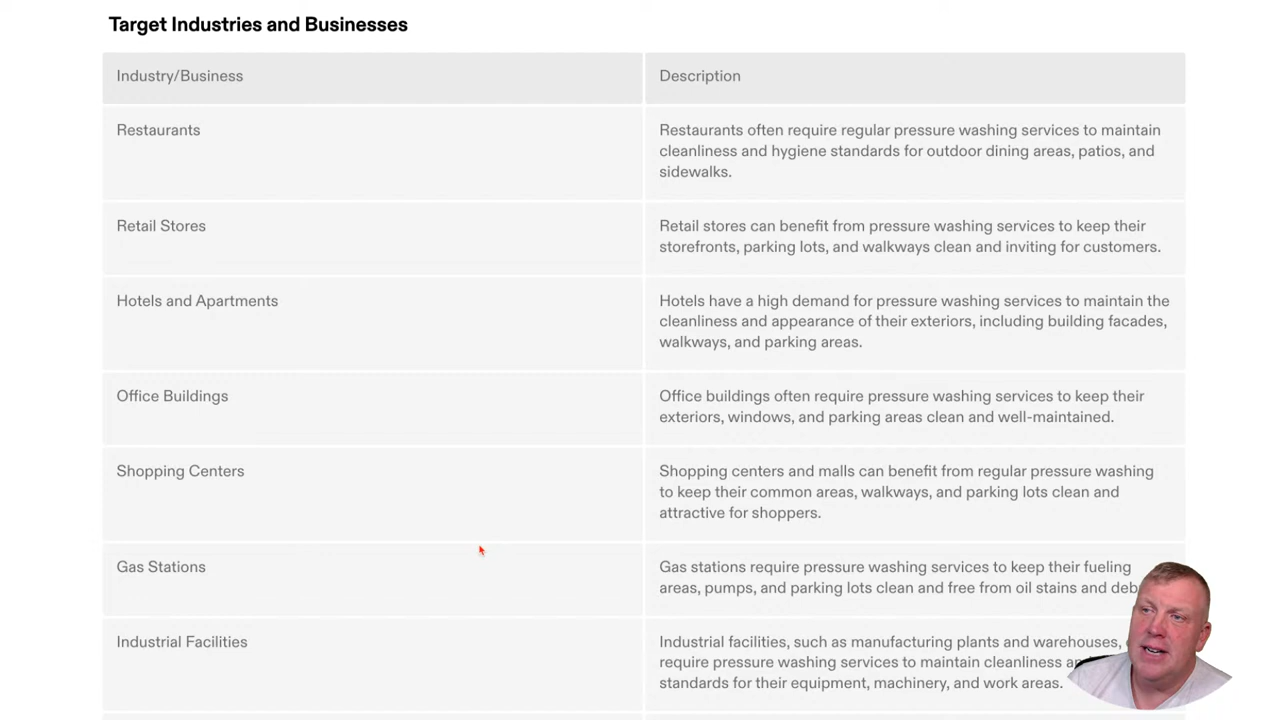 Target Industries and Businesses
Industry/Business
Description
Restaurants
Restaurants often require regular pressure washing services to maintain
cleanliness and hygiene standards for outdoor dining areas, patios, and
sidewalks.
Retail Stores
Retail stores can benefit from pressure washing services to keep their
storefronts, parking lots, and walkways clean and inviting for customers.
Hotels and Apartments
Hotels have a high demand for pressure washing services to maintain the
cleanliness and appearance of their exteriors, including building facades,
walkways, and parking areas.
Office Buildings
Office buildings often require pressure washing services to keep their
exteriors, windows, and parking areas clean and well-maintained.
Shopping Centers
Shopping centers and malls can benefit from regular pressure washing
to keep their common areas, walkways, and parking lots clean and
attractive for shoppers.
Gas Stations
Gas stations require pressure washing services to keep their fueling
areas, pumps, and parking lots clean and free from oil stains and
Industrial Facilities
Industrial facilities, such as manufacturing plants and warehouses,
require pressure washing services to maintain cleanliness
standards for their equipment, machinery, and work areas.